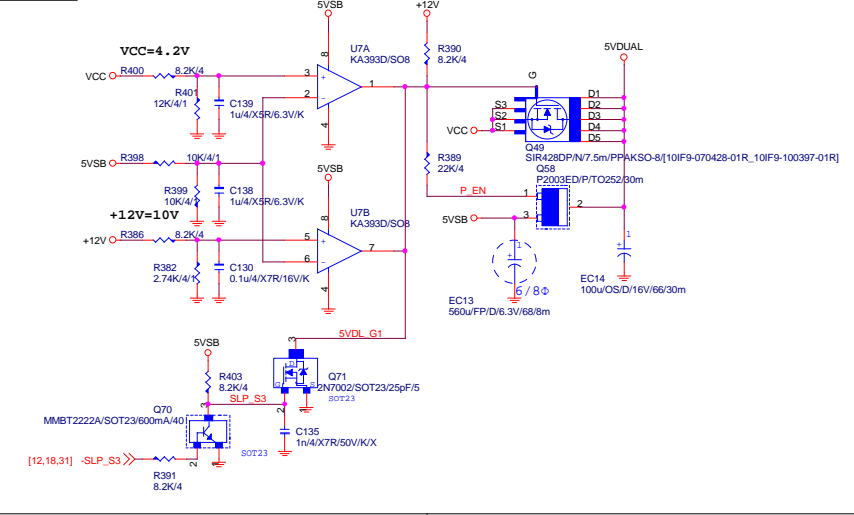 5VSB
+12V
VCC=4.2V
U7A
KA393D/SO8
R390
8.2K/4
5VDUAL
VCC
R400
8.2K/4
8
3
+
2
-
1
4
R401
12K/4/1
C139
1u/4/X5R/6.3V/K
G
S3
S2
S1
D1
D2
D3
D4
D5
VCC
Q49
SIR428DP/N/7.5m/PPAKSO-8/[10IF9-070428-01R_10IF9-100397-01R]
5VSB
R398
10K/4/1
R389
22K/4
Q58
P2003ED/P/TO252/30m
R399
10K/4/1
C138
1u/4/X5R/6.3V/K
5VSB
P_EN
1
2
3
5VSB
+12V=10V
U7B
KA393D/SO8
+12V
R386
8.2K/4
8
5
+
6
-
7
4
R382
2.74K/4/1
C130
0.1u/4/X7R/16V/K
1
+
6/8Φ
EC13
560u/FP/D/6.3V/68/8m
1
+
EC14
100u/OS/D/16V/66/30m
5VDL_G1
5VSB
R403
8.2K/4
3
D
G
S
Q71
2N7002/SOT23/25pF/5
SOT23
SLP_S3
2
1
Q70
MMBT2222A/SOT23/600mA/40
3
SOT23
C135
1n/4/X7R/50V/K/X
[12,18,31] -SLP_S3
2
1
R391
8.2K/4